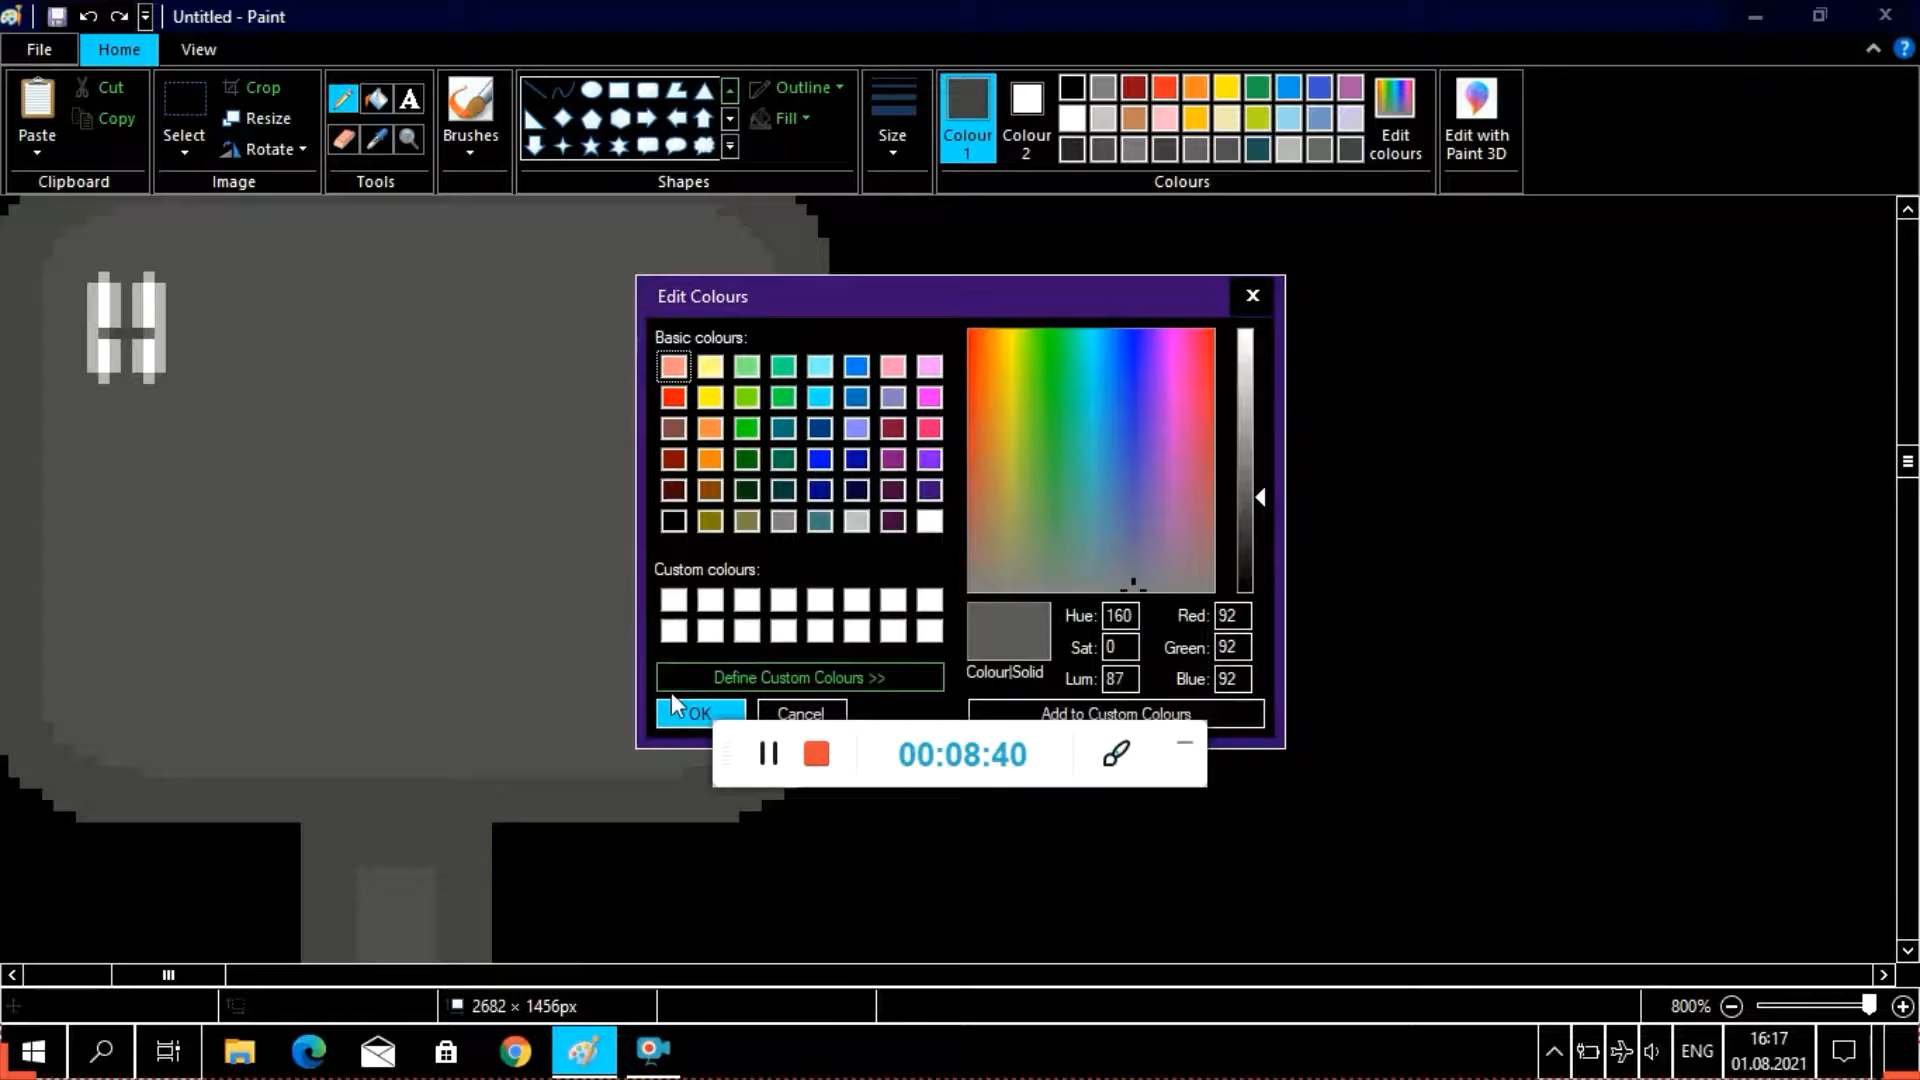 Untitled - Paint
File Home View
Paste
Cut
Copy
Clipboard
Select
Crop
Resize
Rotate
Image
A
Tools
Brushes
Outline
Fill
Shapes
Size
Colour 1
Colour 2
Edit colours
Colours
Edit with Paint 3D
H
Edit Colours
Basic colours:
Custom colours:
Define Custom Colours >>
OK
Cancel
Colour|Solid
Hue: 160
Sat: 0
Lum: 87
Red: 92
Green: 92
Blue: 92
Add to Custom Colours
00:08:40
2682 × 1456px
800%
ENG
16:17
01.08.2021